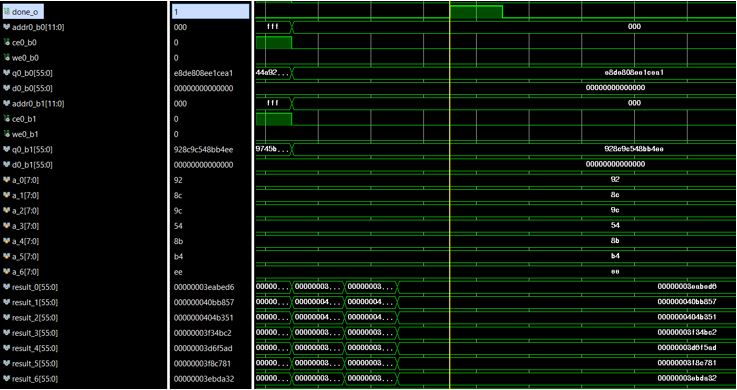 done_o 1
addr0_b0[11:0] 000 fff 000
ce0_b0 0
we0_b0 0
q0_b0[55:0] e8de808ee1cea1 44a92... e8de808ee1cea1
d0_b0[55:0] 00000000000000 00000000000000
addr0_b1[11:0] 000 fff 000
ce0_b1 0
we0_b1 0
q0_b1[55:0] 928c9c548bb4ee 9745b... 928c9c548bb4ee
d0_b1[55:0] 00000000000000 00000000000000
a_0[7:0] 92 92
a_1[7:0] 8c 8c
a_2[7:0] 9c 9c
a_3[7:0] 54 54
a_4[7:0] 8b 8b
a_5[7:0] b4 b4
a_6[7:0] ee ee
result_0[55:0] 00000003eabed6 00000... 00000003... 00000003... 00000003eabed6
result_1[55:0] 000000040bb857 00000... 00000004... 00000004... 000000040bb857
result_2[55:0] 0000000404b351 00000... 00000004... 00000004... 0000000404b351
result_3[55:0] 00000003f34bc2 00000... 00000003... 00000003... 00000003f34bc2
result_4[55:0] 00000003d6f5ad 00000... 00000003... 00000003... 00000003d6f5ad
result_5[55:0] 00000003f8c781 00000... 00000003... 00000003... 00000003f8c781
result_6[55:0] 00000003ebda32 00000... 00000003... 00000003... 00000003ebda32